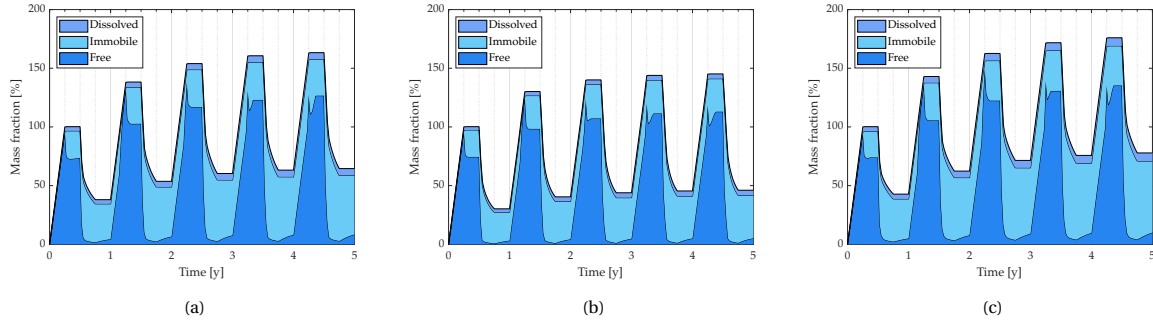 200
150
100
50
0
Mass fraction [%]
Dissolved
Immobile
Free
0 1 2 3 4 5
Time [y]
(a)
200
150
100
50
0
Mass fraction [%]
Dissolved
Immobile
Free
0 1 2 3 4 5
Time [y]
(b)
200
150
100
50
0
Mass fraction [%]
Dissolved
Immobile
Free
0 1 2 3 4 5
Time [y]
(c)